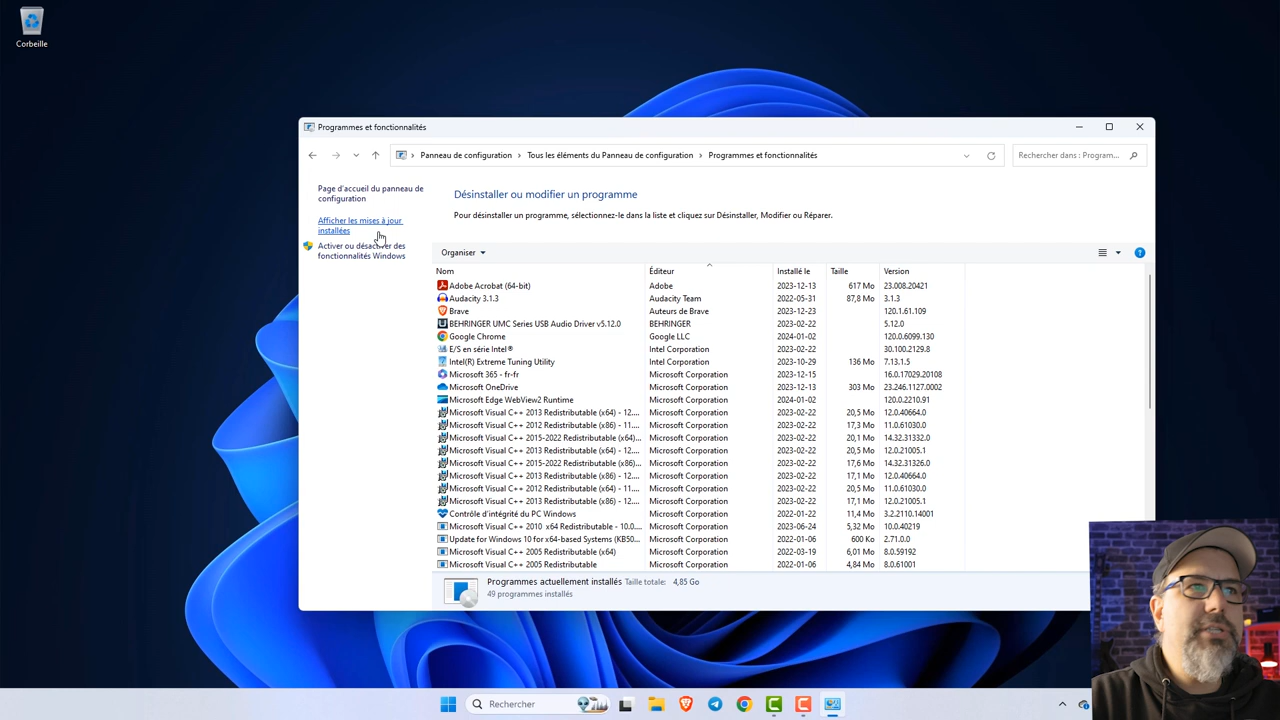 Corbeille
Programmes et fonctionnalités
Panneau de configuration > Tous les éléments du Panneau de configuration > Programmes et fonctionnalités
Rechercher dans : Program...
Page d'accueil du panneau de
configuration
Afficher les mises à jour
installées
Activer ou désactiver des
fonctionnalités Windows
Désinstaller ou modifier un programme
Pour désinstaller un programme, sélectionnez-le dans la liste et cliquez sur Désinstaller, Modifier ou Réparer.
Organiser
Nom Éditeur Installé le Taille Version
Adobe Acrobat (64-bit) Adobe 2023-12-13 617 Mo 23.008.20421
Audacity 3.1.3 Audacity Team 2022-05-31 87,8 Mo 3.1.3
Brave Auteurs de Brave 2023-12-23 120.1.61.109
BEHRINGER UMC Series USB Audio Driver v5.12.0 BEHRINGER 2023-02-22 5.12.0
Google Chrome Google LLC 2024-01-02 120.0.6099.130
E/S en série Intel® Intel Corporation 2023-02-22 30.100.2129.8
Intel(R) Extreme Tuning Utility Intel Corporation 2023-10-29 136 Mo 7.13.1.5
Microsoft 365 - fr-fr Microsoft Corporation 2023-12-15 16.0.17029.20108
Microsoft OneDrive Microsoft Corporation 2023-12-13 303 Mo 23.246.1127.0002
Microsoft Edge WebView2 Runtime Microsoft Corporation 2024-01-02 120.0.2210.91
Microsoft Visual C++ 2013 Redistributable (x64) - 12.... Microsoft Corporation 2023-02-22 20,5 Mo 12.0.40664.0
Microsoft Visual C++ 2012 Redistributable (x86) - 11.... Microsoft Corporation 2023-02-22 17,3 Mo 11.0.61030.0
Microsoft Visual C++ 2015-2022 Redistributable (x64)... Microsoft Corporation 2023-02-22 20,1 Mo 14.32.31332.0
Microsoft Visual C++ 2013 Redistributable (x64) - 12.... Microsoft Corporation 2023-02-22 20,5 Mo 12.0.21005.1
Microsoft Visual C++ 2015-2022 Redistributable (x86)... Microsoft Corporation 2023-02-22 17,6 Mo 14.32.31326.0
Microsoft Visual C++ 2013 Redistributable (x86) - 12.... Microsoft Corporation 2023-02-22 17,1 Mo 12.0.40664.0
Microsoft Visual C++ 2012 Redistributable (x64) - 11.... Microsoft Corporation 2023-02-22 20,5 Mo 11.0.61030.0
Microsoft Visual C++ 2013 Redistributable (x86) - 12.... Microsoft Corporation 2023-02-22 17,1 Mo 12.0.21005.1
Contrôle d'intégrité du PC Windows Microsoft Corporation 2022-01-22 11,4 Mo 3.2.2110.14001
Microsoft Visual C++ 2010 x64 Redistributable - 10.0.... Microsoft Corporation 2023-06-24 5,32 Mo 10.0.40219
Update for Windows 10 for x64-based Systems (KB50... Microsoft Corporation 2022-01-06 600 Ko 2.71.0.0
Microsoft Visual C++ 2005 Redistributable (x64) Microsoft Corporation 2022-03-19 6,01 Mo 8.0.59192
Microsoft Visual C++ 2005 Redistributable Microsoft Corporation 2022-01-06 4,84 Mo 8.0.61001
Programmes actuellement installés Taille totale: 4,85 Go
49 programmes installés
Rechercher